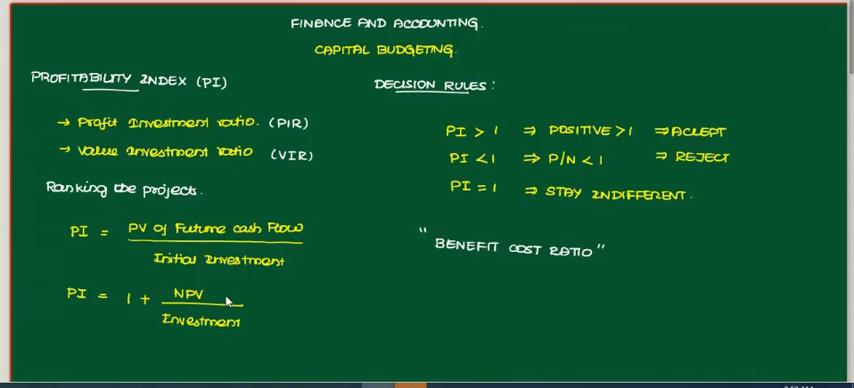 FINANCE AND ACCOUNTING.
CAPITAL BUDGETING.
PROFITABILITY INDEX (PI)
→ Profit Investment ratio. (PIR)
→ Value Investment ratio (VIR)
Ranking the projects.
PI = PV of Future cash Flow
Initial Investment
PI = 1 + NPV
Investment
DECISION RULES:
PI > 1 ⇒ POSITIVE > 1 ⇒ ACCEPT
PI < 1 ⇒ P/N < 1 ⇒ REJECT
PI = 1 ⇒ STAY INDIFFERENT.
"BENEFIT COST RATIO"